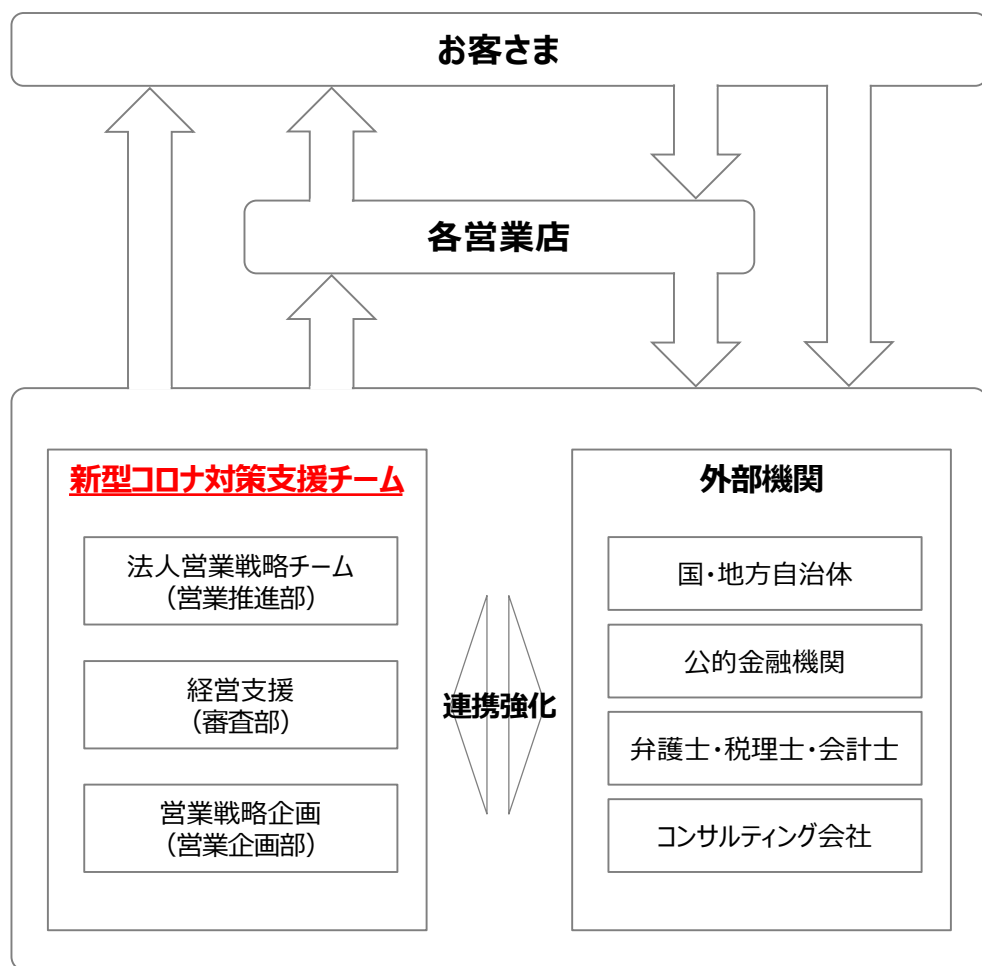 お客さま
各営業店
新型コロナ対策支援チーム
法人営業戦略チーム
（営業推進部）
経営支援
（審査部）
営業戦略企画
（営業企画部）
連携強化
外部機関
国・地方自治体
公的金融機関
弁護士・税理士・会計士
コンサルティング会社